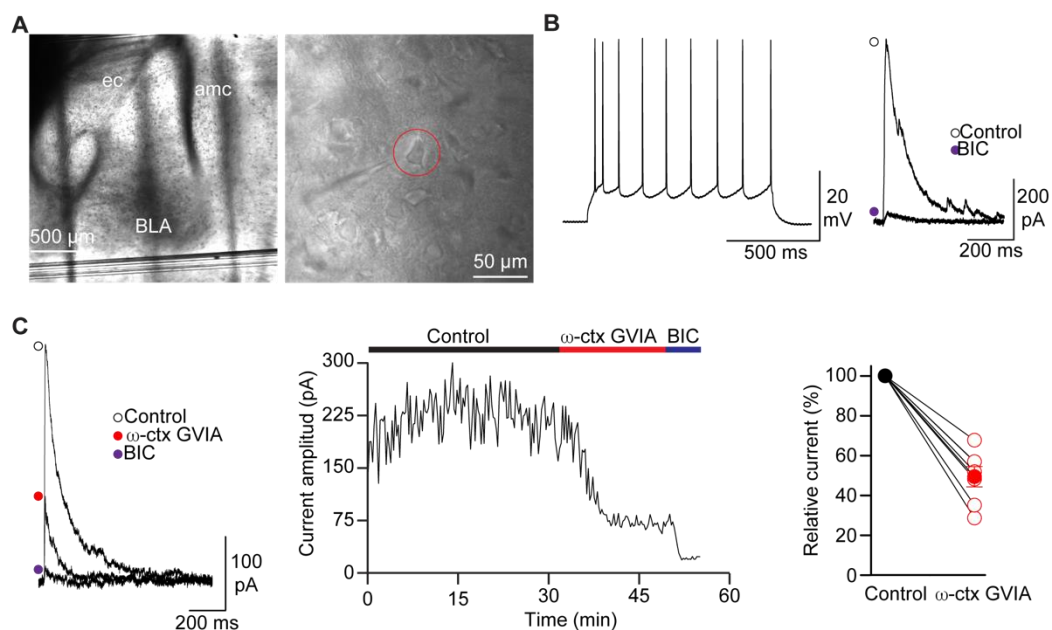 A
ec
amc
BLA
500 µm
50 µm
B
Control
BIC
20
mV
500 ms
200
pA
200 ms
C
Control
ω-ctx GVIA
BIC
100
pA
200 ms
Control
ω-ctx GVIA
BIC
Current amplitud (pA)
300
225
150
75
0
0
15
30
45
60
Time (min)
Relative current (%)
100
80
60
40
20
0
Control
ω-ctx GVIA